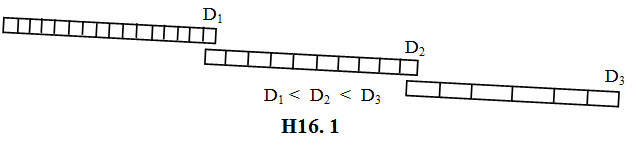 D₁
D₂
D₃
D₁ < D₂ < D₃
H16. 1